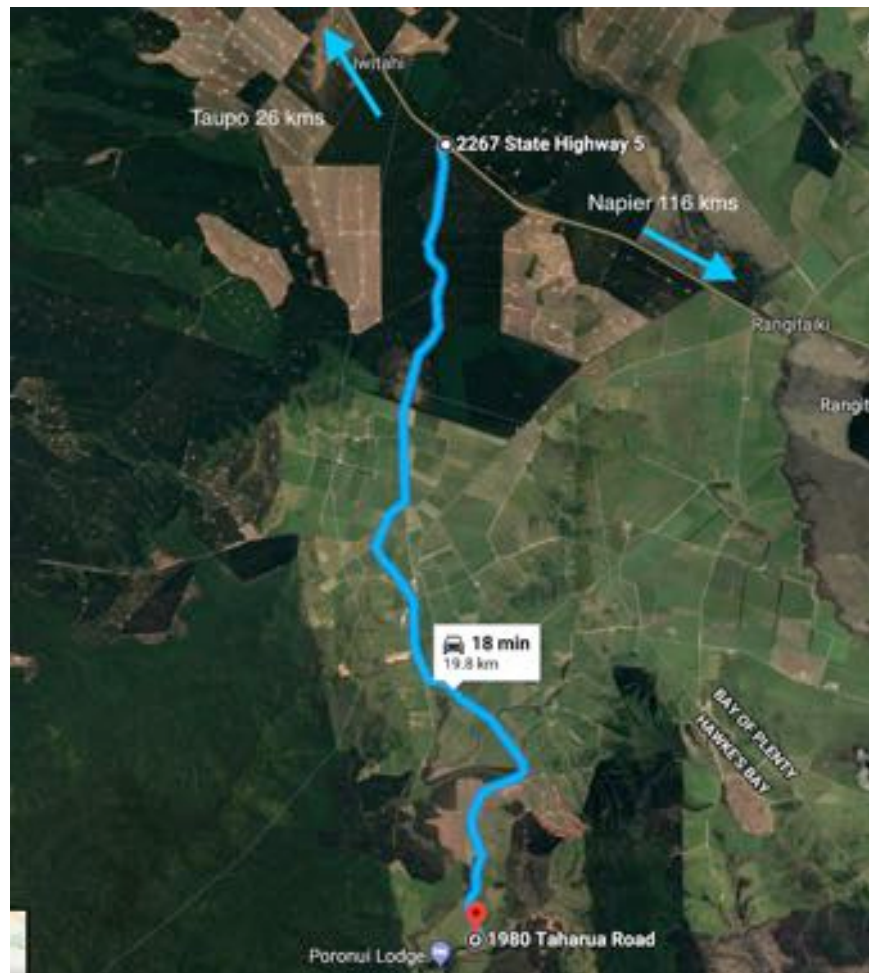 Iwitahi
Taupo 26 kms
2267 State Highway 5
Napier 116 kms
Rangitaiki
18 min
19.8 km
BAY OF PLENTY
HAWKE'S BAY
1980 Taharua Road
Poronui Lodge